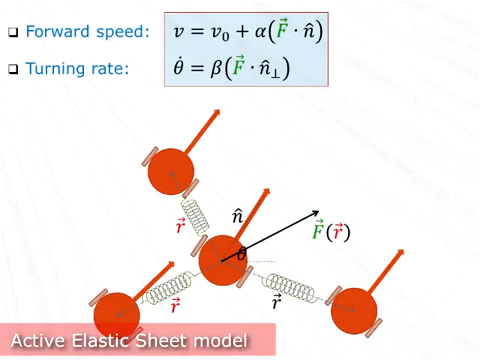 Forward speed: v = v₀ + α(F⃗ · n̂)
Turning rate: θ̇ = β(F⃗ · n̂⊥)
r⃗
n̂
F⃗(r⃗)
θ
r⃗
r⃗
Active Elastic Sheet model